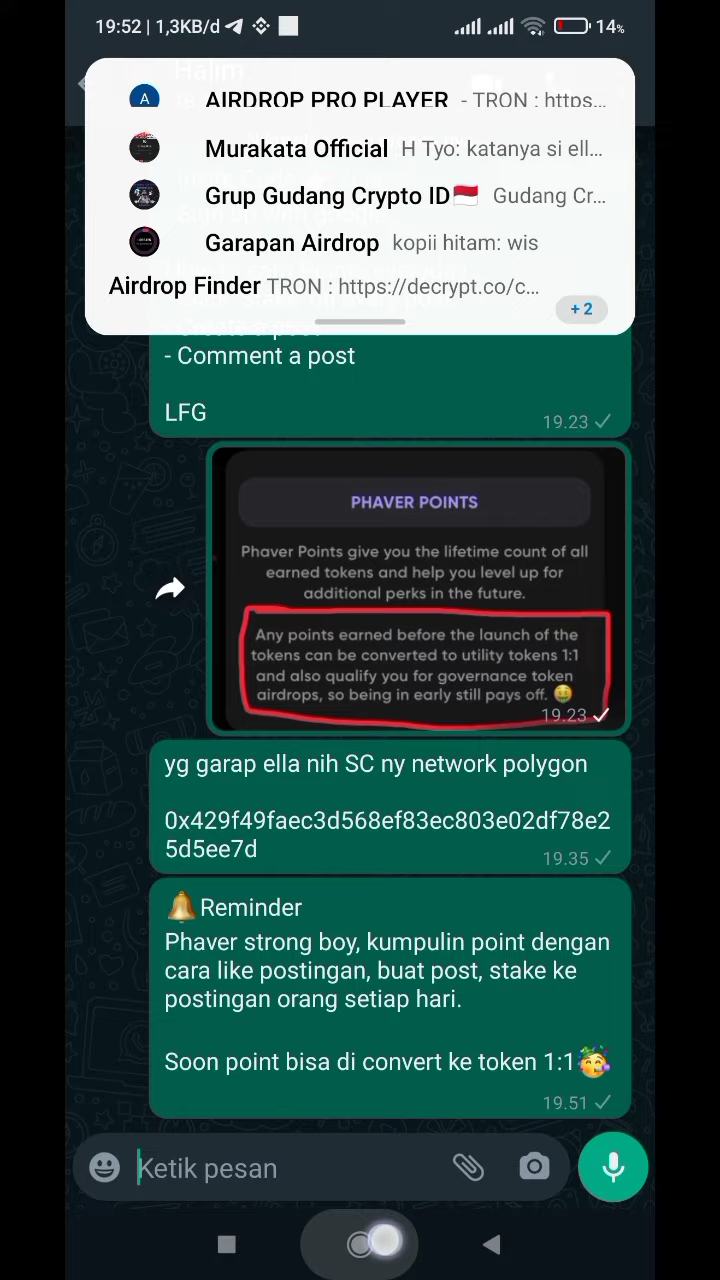 19:52 | 1,3KB/d
14%
Halim
A
AIRDROP PRO PLAYER - TRON : https...
Murakata Official H Tyo: katanya si ell...
Grup Gudang Crypto ID🇮🇩 Gudang Cr...
Garapan Airdrop kopii hitam: wis
Airdrop Finder TRON : https://decrypt.co/c...
+2
- Create a post
- Comment a post
LFG
19.23
PHAVER POINTS
Phaver Points give you the lifetime count of all
earned tokens and help you level up for
additional perks in the future.
Any points earned before the launch of the
tokens can be converted to utility tokens 1:1
and also qualify you for governance token
airdrops, so being in early still pays off. 🤑
19.23
yg garap ella nih SC ny network polygon
0x429f49faec3d568ef83ec803e02df78e2
5d5ee7d
19.35
🔔Reminder
Phaver strong boy, kumpulin point dengan
cara like postingan, buat post, stake ke
postingan orang setiap hari.
Soon point bisa di convert ke token 1:1🥳
19.51
Ketik pesan